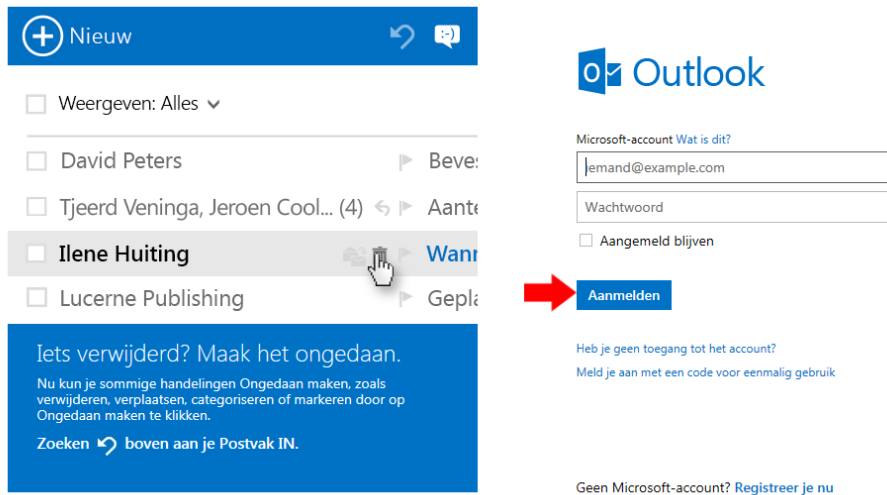 Nieuw
:-)
Weergeven: Alles
David Peters
Beve
Tjeerd Veninga, Jeroen Cool... (4)
Aante
Ilene Huiting
Wann
Lucerne Publishing
Gepla
Iets verwijderd? Maak het ongedaan.
Nu kun je sommige handelingen Ongedaan maken, zoals
verwijderen, verplaatsen, categoriseren of markeren door op
Ongedaan maken te klikken.
Zoeken boven aan je Postvak IN.
Outlook
Microsoft-account Wat is dit?
iemand@example.com
Wachtwoord
Aangemeld blijven
Aanmelden
Heb je geen toegang tot het account?
Meld je aan met een code voor eenmalig gebruik
Geen Microsoft-account? Registreer je nu